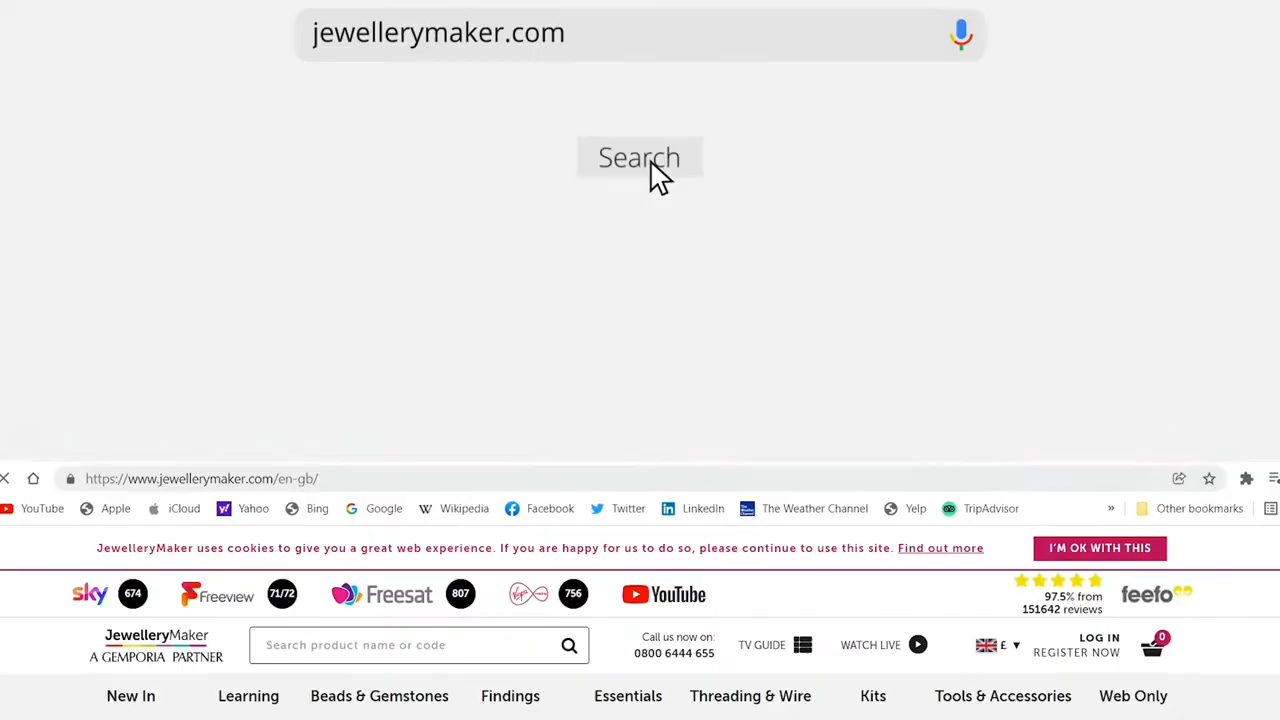 jewellerymaker.com
Search
https://www.jewellerymaker.com/en-gb/
YouTube Apple iCloud Yahoo Bing Google Wikipedia Facebook Twitter LinkedIn The Weather Channel Yelp TripAdvisor » Other bookmarks
JewelleryMaker uses cookies to give you a great web experience. If you are happy for us to do so, please continue to use this site. Find out more I'M OK WITH THIS
sky 674 Freeview 71/72 Freesat 807 Virgin media 756 YouTube 97.5% from feefo
151642 reviews
JewelleryMaker
A GEMPORIA PARTNER
Search product name or code
Call us now on:
0800 6444 655
TV GUIDE
WATCH LIVE
£ ▼
LOG IN
REGISTER NOW
0
New In Learning Beads & Gemstones Findings Essentials Threading & Wire Kits Tools & Accessories Web Only